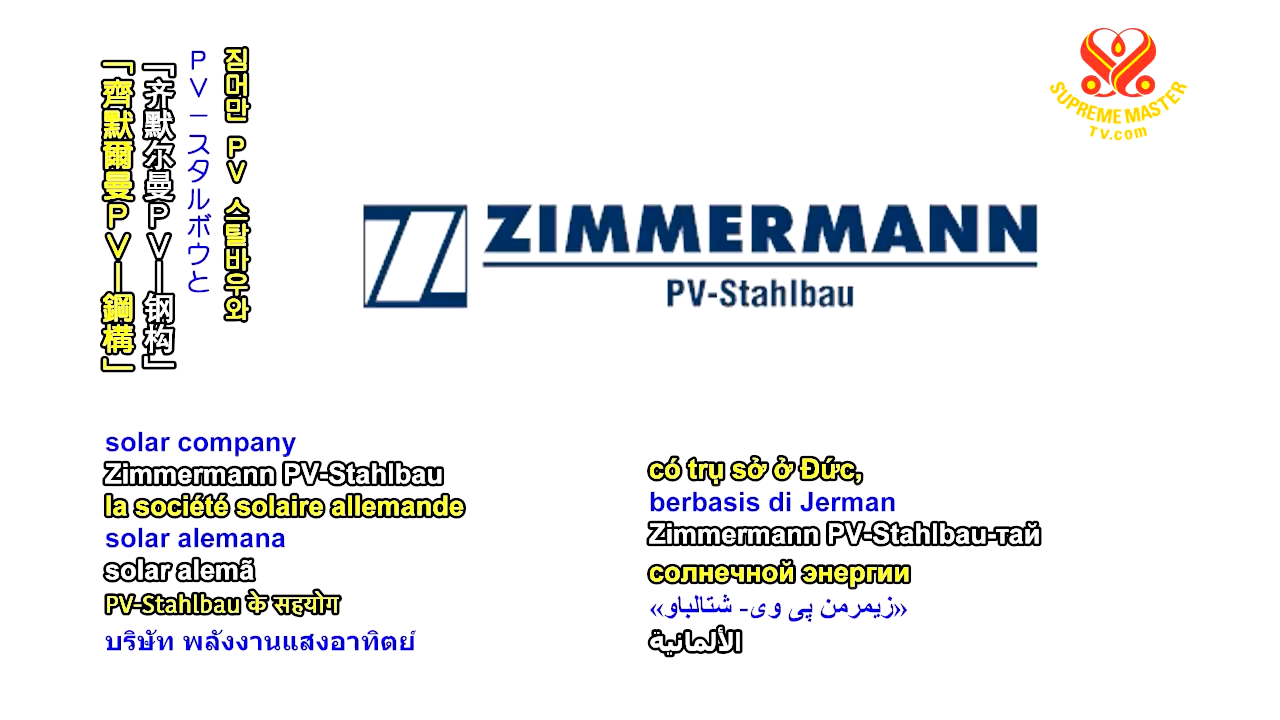 「齊默爾曼PV—鋼構」
「齐默尔曼PV—钢构」
PV－スタルボウと
짐머만 PV 스탈바우와
SUPREME MASTER
TV.com
ZIMMERMANN
PV-Stahlbau
solar company
Zimmermann PV-Stahlbau
la société solaire allemande
solar alemana
solar alemã
PV-Stahlbau के सहयोग
บริษัท พลังงานแสงอาทิตย์
có trụ sở ở Đức,
berbasis di Jerman
Zimmermann PV-Stahlbau-тай
солнечной энергии
«زیمرمن پی وی- شتالباو»
الألمانية